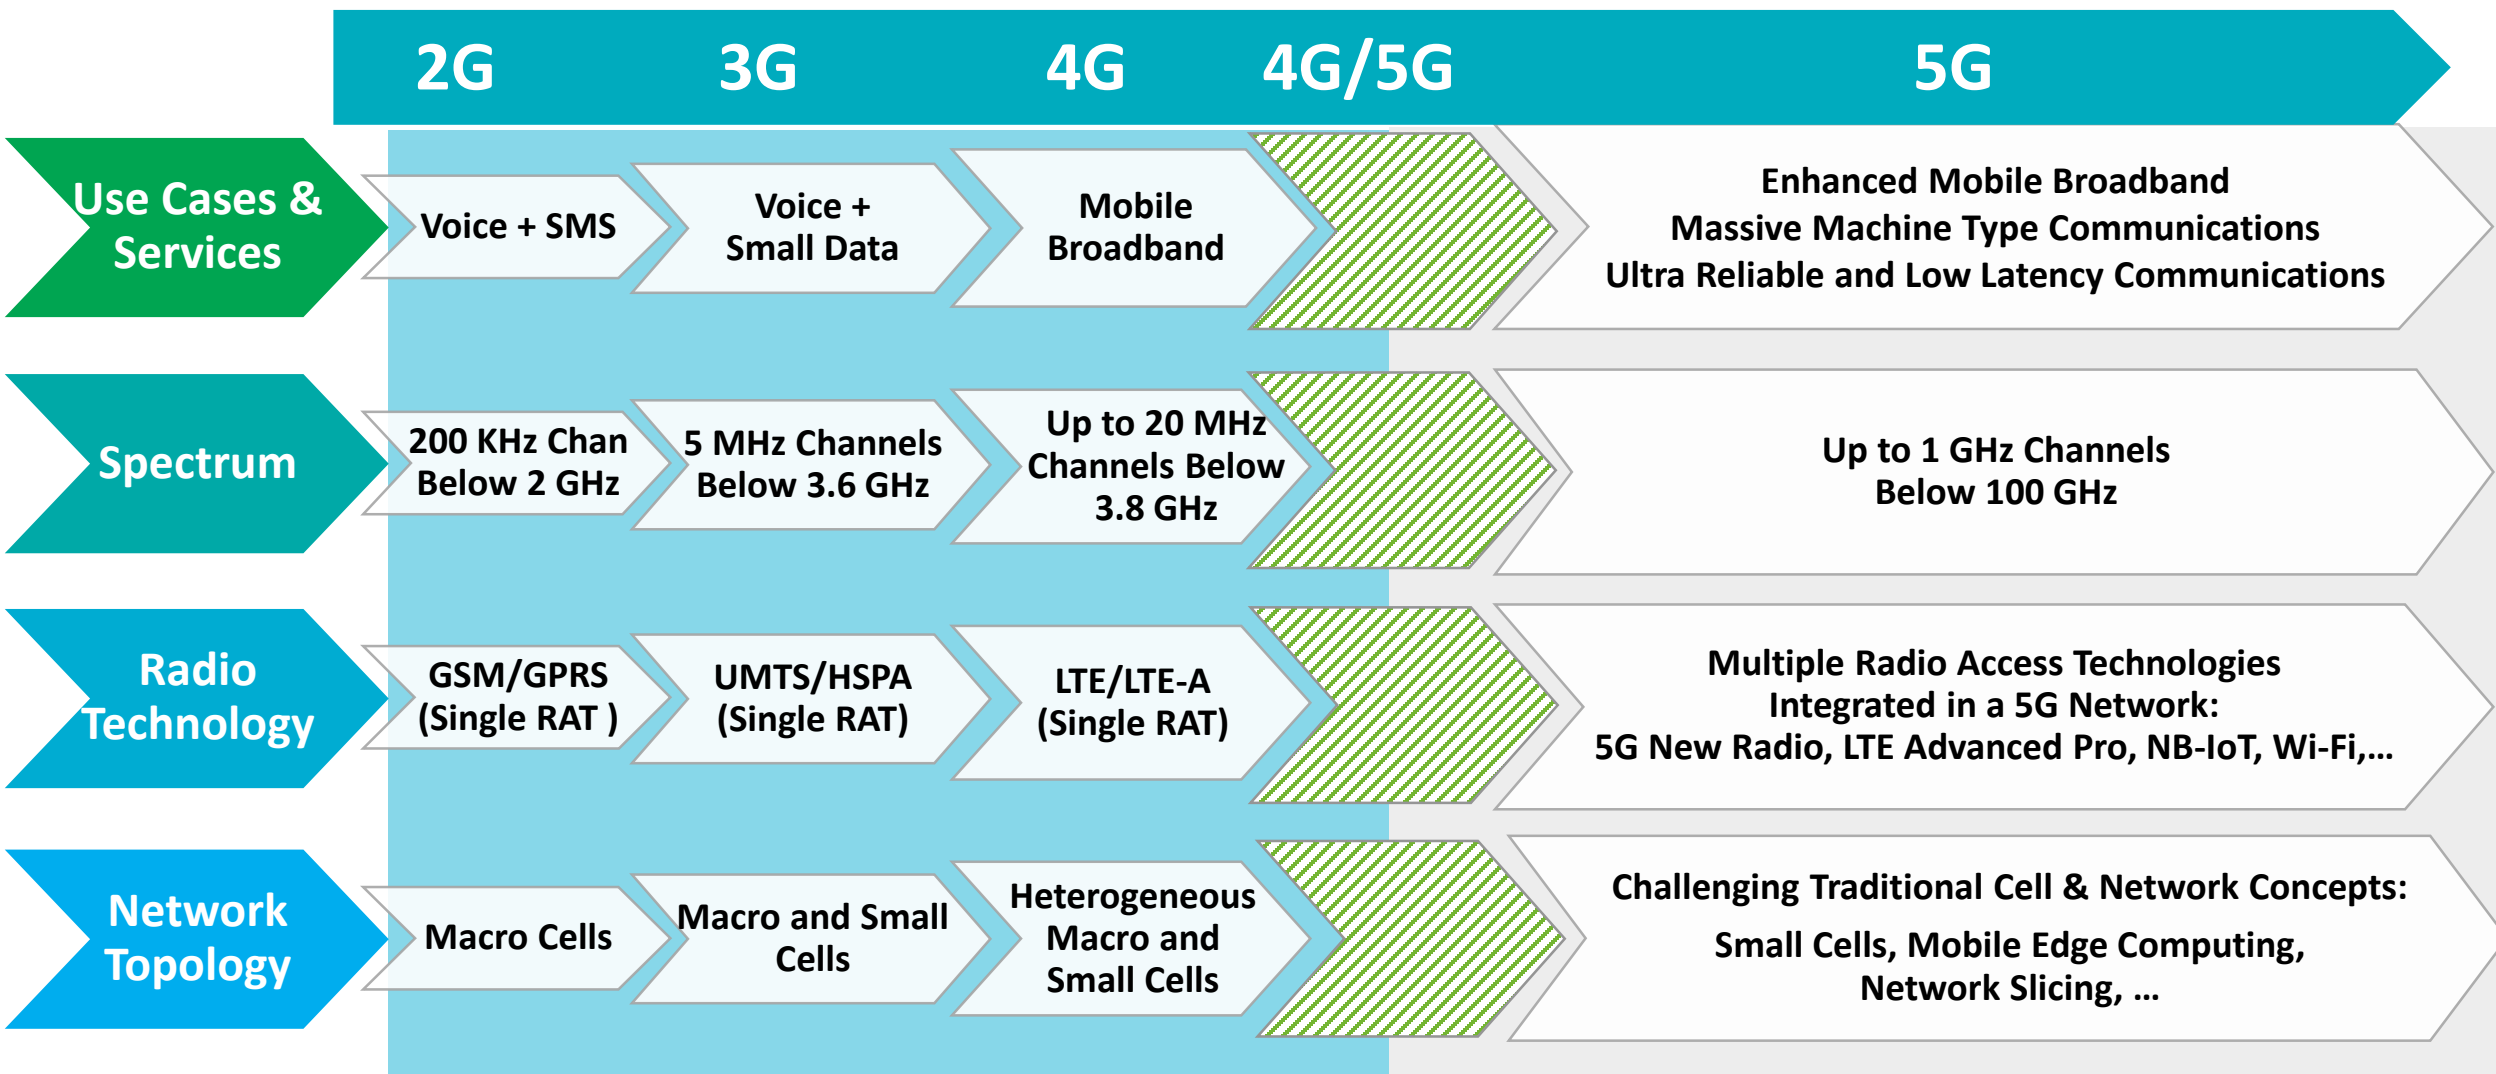 2G
3G
4G
4G/5G
5G
Use Cases &
Services
Voice + SMS
Voice +
Small Data
Mobile
Broadband
Enhanced Mobile Broadband
Massive Machine Type Communications
Ultra Reliable and Low Latency Communications
Spectrum
200 KHz Chan
Below 2 GHz
5 MHz Channels
Below 3.6 GHz
Up to 20 MHz
Channels Below
3.8 GHz
Up to 1 GHz Channels
Below 100 GHz
Radio
Technology
GSM/GPRS
(Single RAT )
UMTS/HSPA
(Single RAT)
LTE/LTE-A
(Single RAT)
Multiple Radio Access Technologies
Integrated in a 5G Network:
5G New Radio, LTE Advanced Pro, NB-IoT, Wi-Fi,...
Network
Topology
Macro Cells
Macro and Small
Cells
Heterogeneous
Macro and
Small Cells
Challenging Traditional Cell & Network Concepts:
Small Cells, Mobile Edge Computing,
Network Slicing, ...